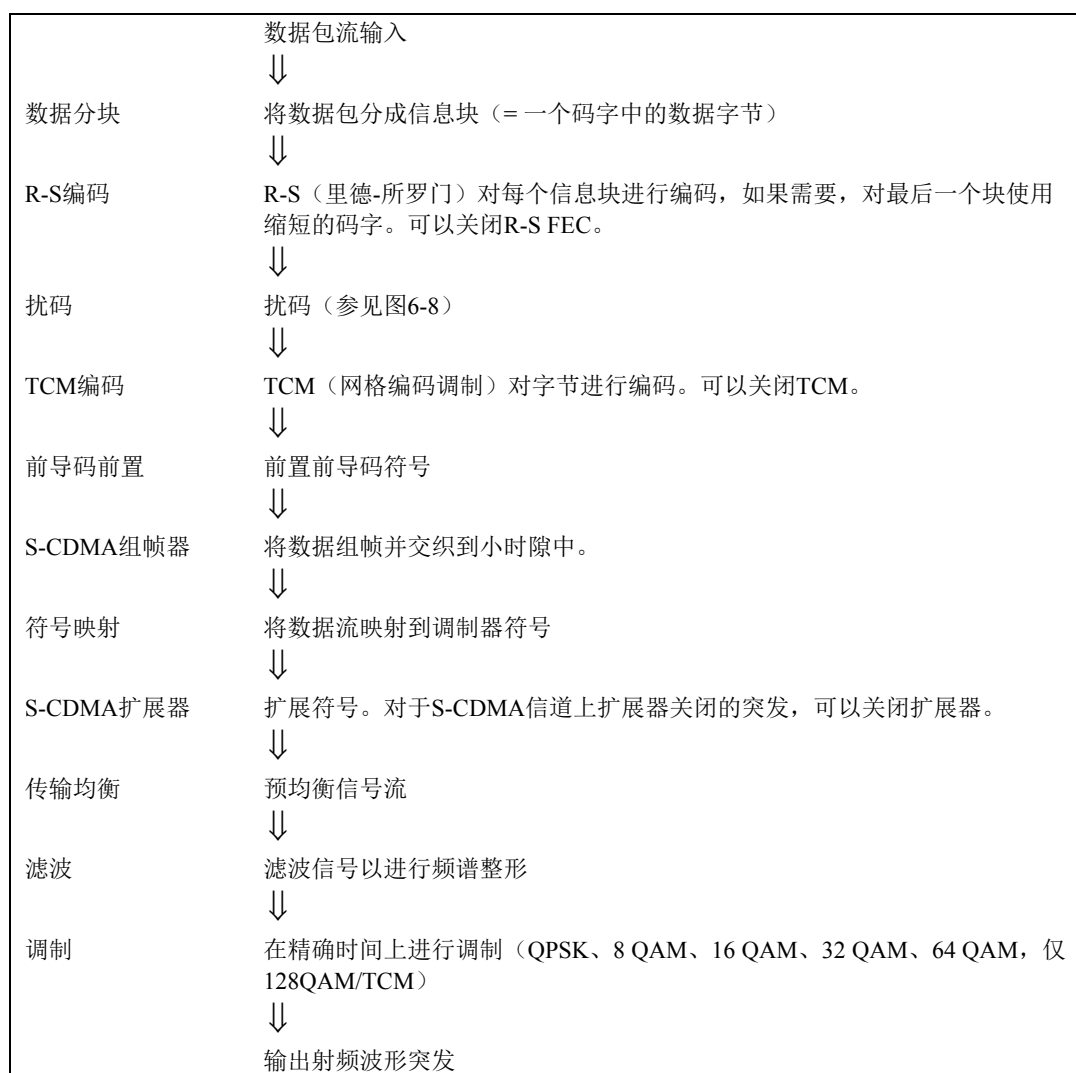 数据包流输入
⇓
数据分块 将数据包分成信息块（= 一个码字中的数据字节）
⇓
R-S编码 R-S（里德-所罗门）对每个信息块进行编码，如果需要，对最后一个块使用
缩短的码字。可以关闭R-S FEC。
⇓
扰码 扰码（参见图6-8）
⇓
TCM编码 TCM（网格编码调制）对字节进行编码。可以关闭TCM。
⇓
前导码前置 前置前导码符号
⇓
S-CDMA组帧器 将数据组帧并交织到小时隙中。
⇓
符号映射 将数据流映射到调制器符号
⇓
S-CDMA扩展器 扩展符号。对于S-CDMA信道上扩展器关闭的突发，可以关闭扩展器。
⇓
传输均衡 预均衡信号流
⇓
滤波 滤波信号以进行频谱整形
⇓
调制 在精确时间上进行调制（QPSK、8 QAM、16 QAM、32 QAM、64 QAM，仅
128QAM/TCM）
⇓
输出射频波形突发